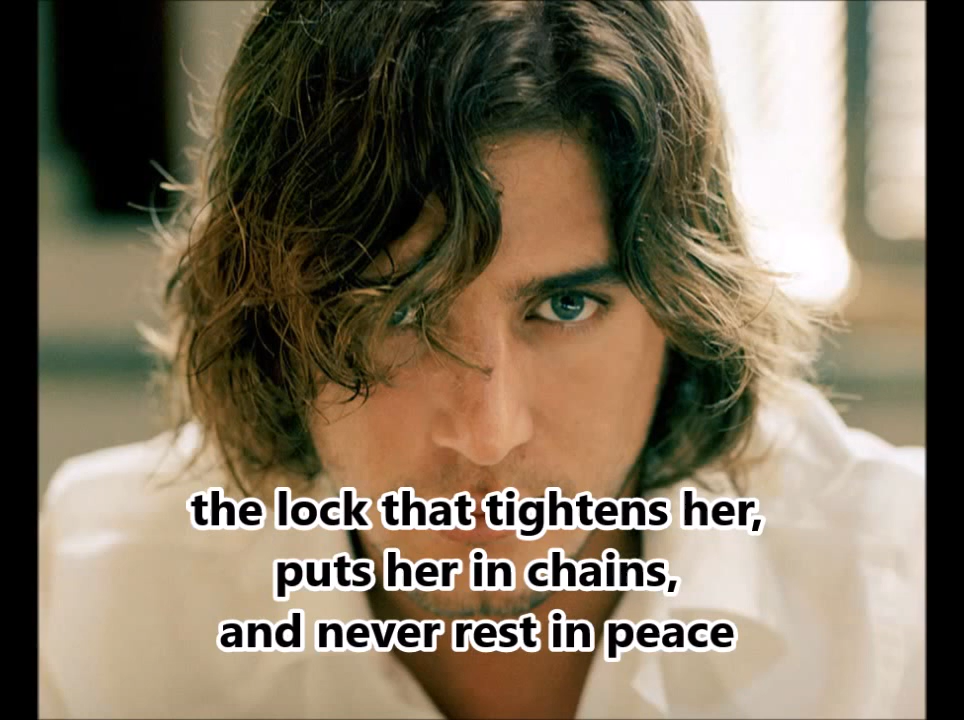 the lock that tightens her,
puts her in chains,
and never rest in peace